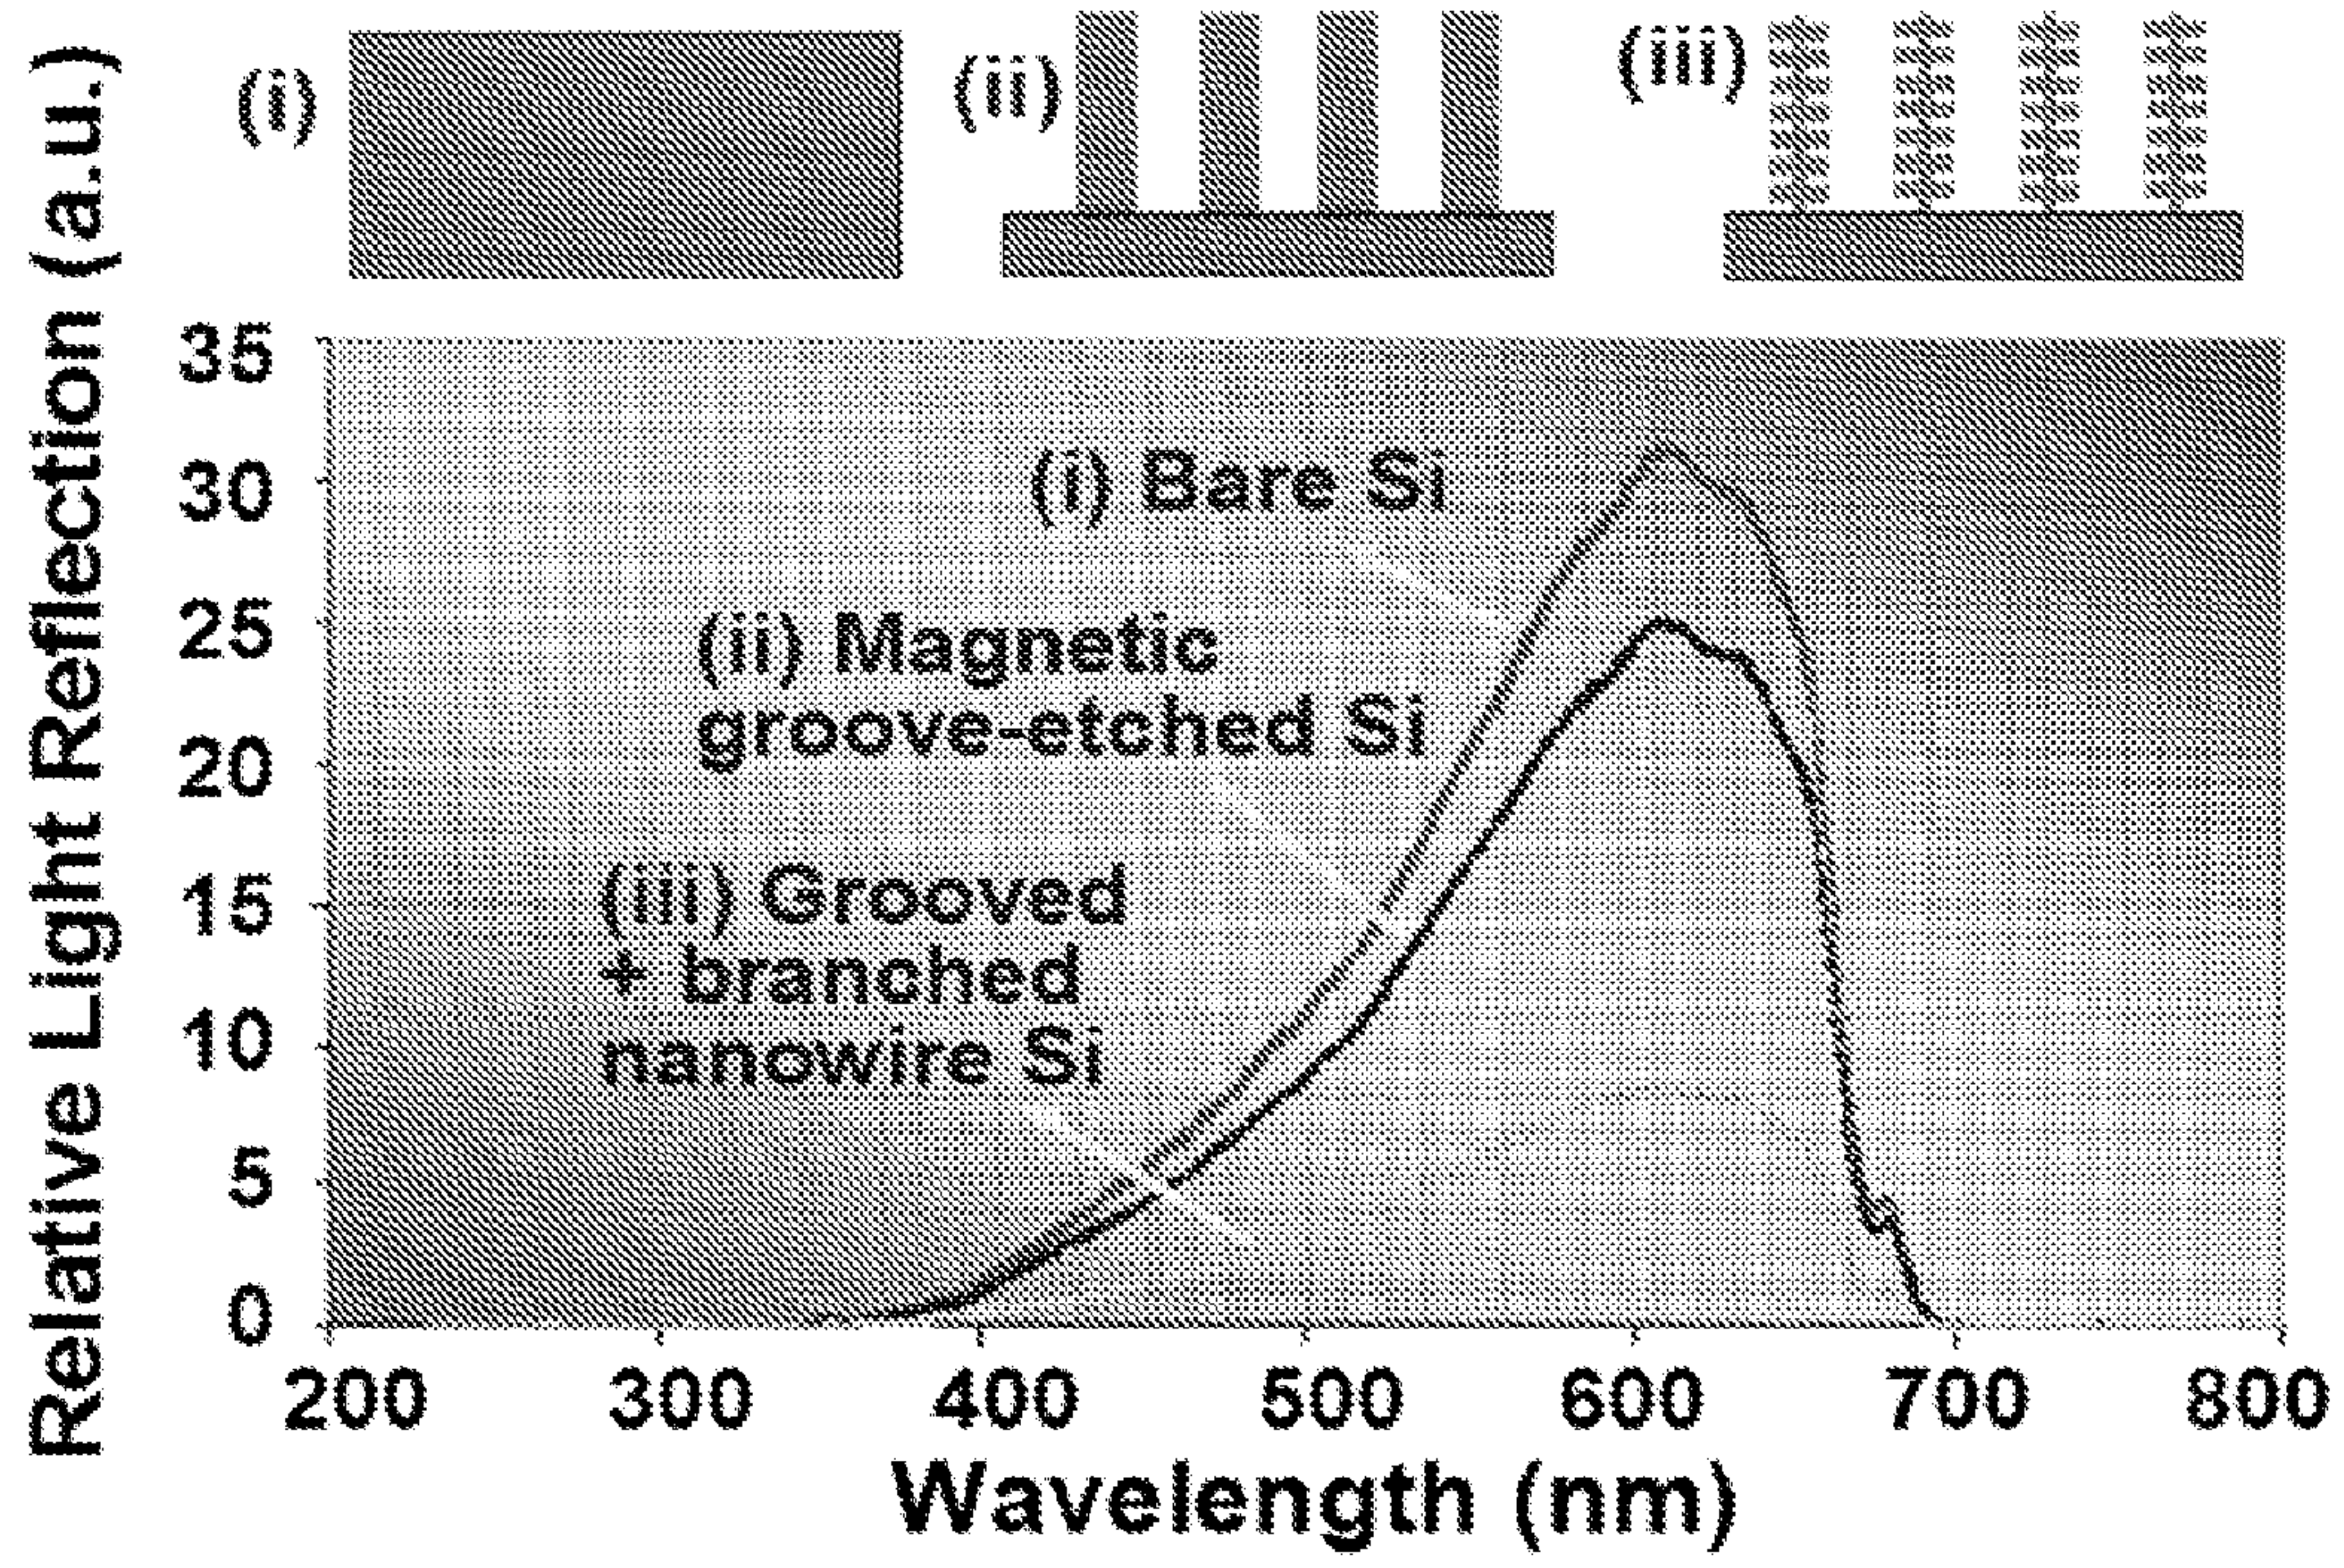 (i)
(ii)
(iii)
Relative Light Reflection (a.u.)
35
30
25
20
15
10
5
0
(i) Bare Si
(ii) Magnetic
groove-etched Si
(iii) Grooved
+ branched
nanowire Si
200 300 400 500 600 700 800
Wavelength (nm)